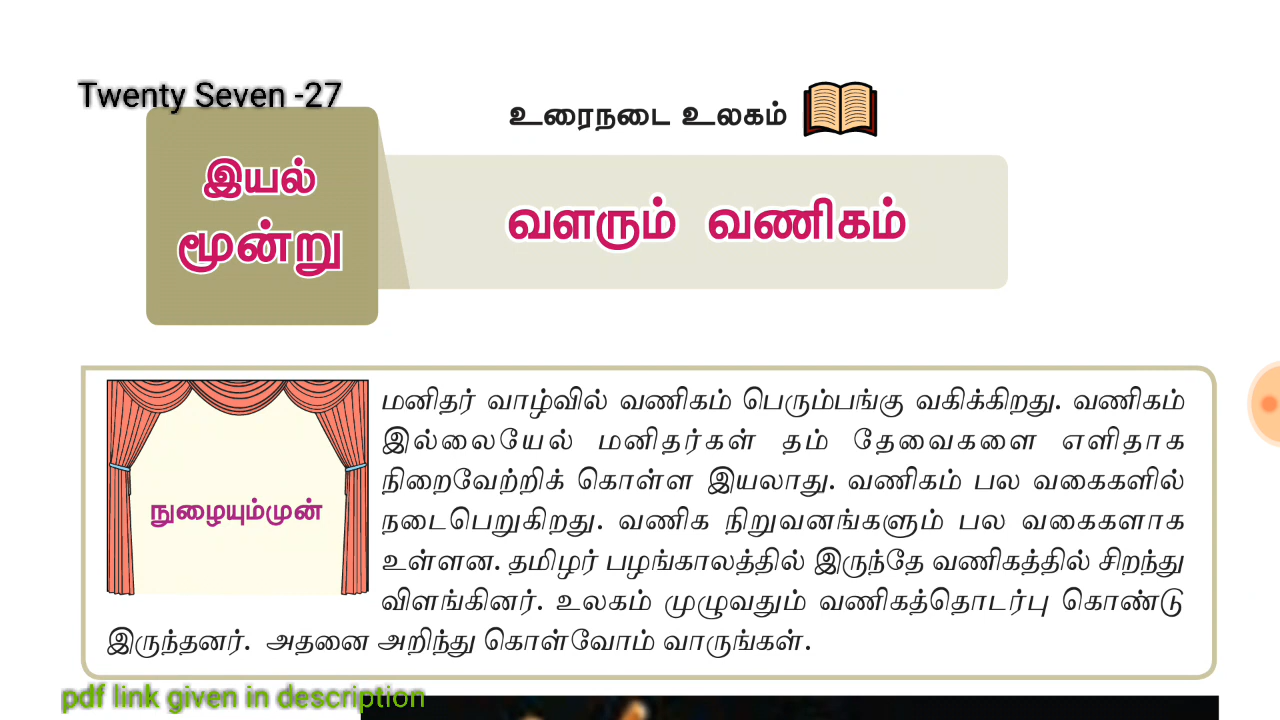 Twenty Seven -27
உரைநடை உலகம்
இயல்
மூன்று
வளரும் வணிகம்
நுழையும்முன்
மனிதர் வாழ்வில் வணிகம் பெரும்பங்கு வகிக்கிறது. வணிகம்
இல்லையேல் மனிதர்கள் தம் தேவைகளை எளிதாக
நிறைவேற்றிக் கொள்ள இயலாது. வணிகம் பல வகைகளில்
நடைபெறுகிறது. வணிக நிறுவனங்களும் பல வகைகளாக
உள்ளன. தமிழர் பழங்காலத்தில் இருந்தே வணிகத்தில் சிறந்து
விளங்கினர். உலகம் முழுவதும் வணிகத்தொடர்பு கொண்டு
இருந்தனர். அதனை அறிந்து கொள்வோம் வாருங்கள்.
pdf link given in description